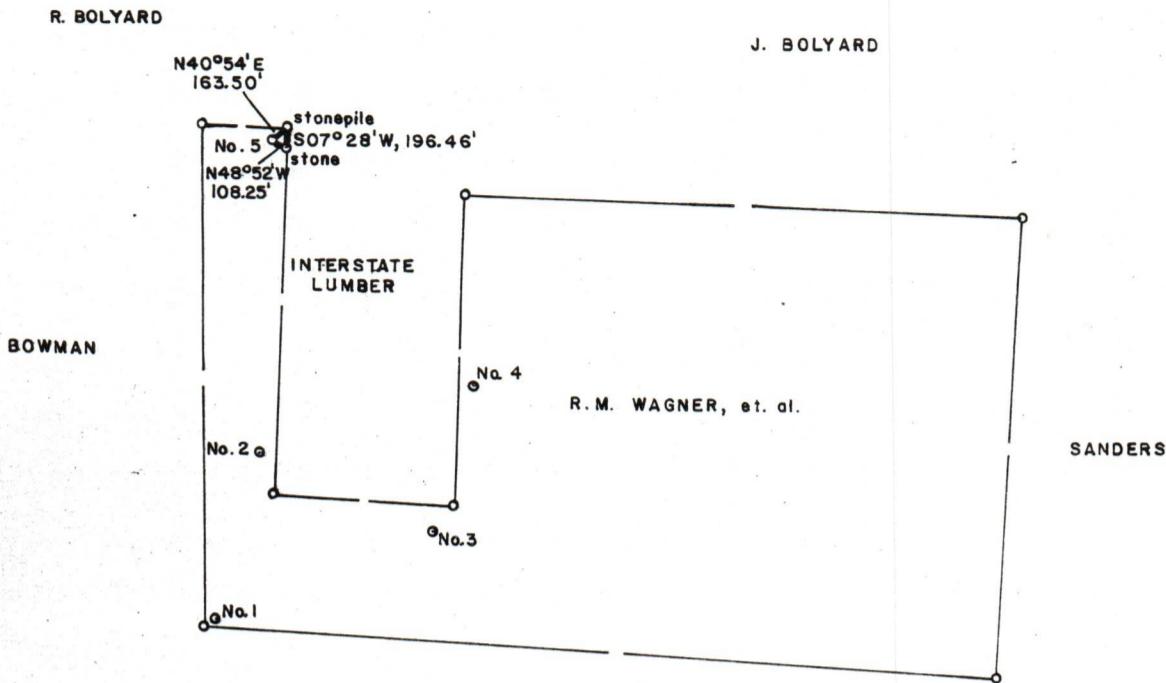 R. BOLYARD
J. BOLYARD
N40°54'E
163.50'
stonepile
No. 5
S07°28'W, 196.46'
stone
N48°52'W
108.25'
INTERSTATE
LUMBER
BOWMAN
No. 4
R.M. WAGNER, et. al.
No. 2
SANDERS
No. 3
No. 1